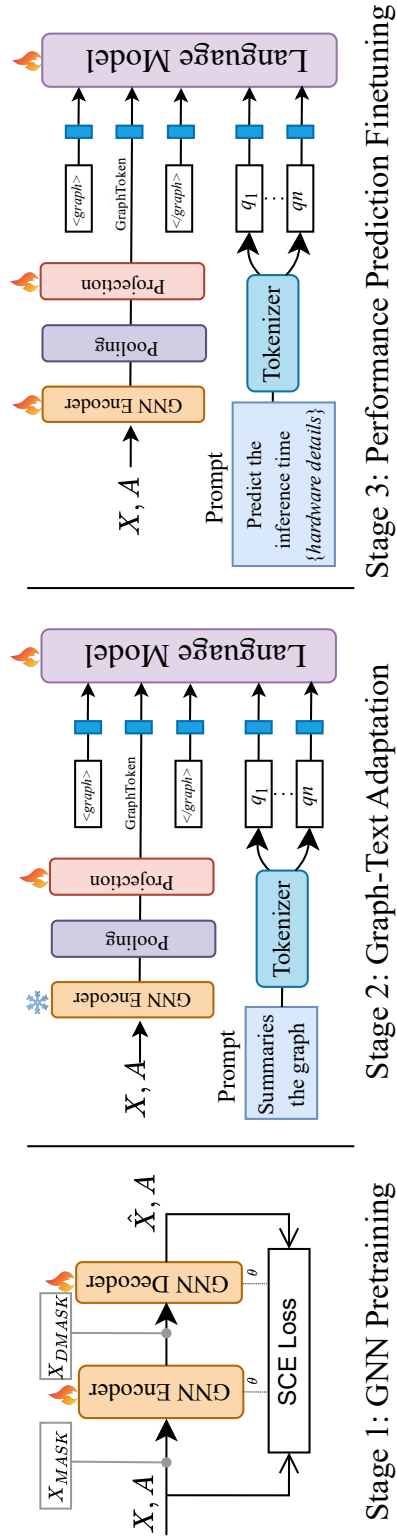 X_MASK
X_DMASK
X, A
GNN Encoder
GNN Decoder
X̂, A
θ
θ
SCE Loss
Stage 1: GNN Pretraining
X, A
GNN Encoder
Pooling
Projection
<graph>
GraphToken
</graph>
Language Model
Prompt
Summaries
the graph
Tokenizer
q1
...
qn
Stage 2: Graph-Text Adaptation
X, A
GNN Encoder
Pooling
Projection
<graph>
GraphToken
</graph>
Language Model
Prompt
Predict the
inference time
{hardware details}
Tokenizer
q1
...
qn
Stage 3: Performance Prediction Finetuning